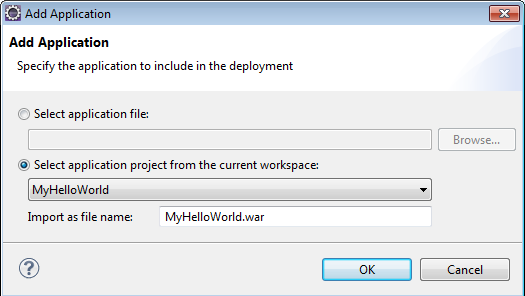 Add Application
Add Application
Specify the application to include in the deployment
Select application file:
Browse...
Select application project from the current workspace:
MyHelloWorld
Import as file name: MyHelloWorld.war
? OK Cancel